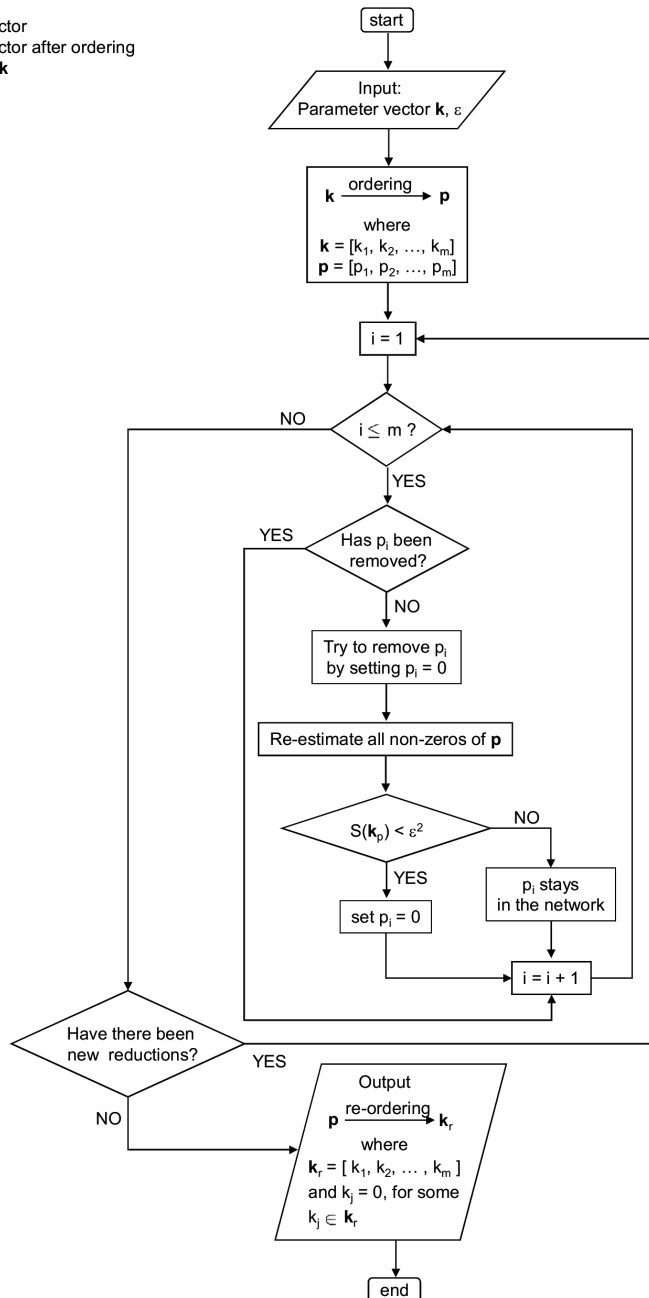 start
ctor
ctor after ordering
k
Input:
Parameter vector k, ε
ordering
k → p
where
k = [k₁, k₂, …, kₘ]
p = [p₁, p₂, …, pₘ]
i = 1
NO
i ≤ m ?
YES
YES
Has pᵢ been
removed?
NO
Try to remove pᵢ
by setting pᵢ = 0
Re-estimate all non-zeros of p
NO
S(kₚ) < ε²
YES
pᵢ stays
in the network
set pᵢ = 0
i = i + 1
Have there been
new reductions?
YES
NO
Output
re-ordering
p → kᵣ
where
kᵣ = [ k₁, k₂, … , kₘ ]
and kⱼ = 0, for some
kⱼ ∈ kᵣ
end